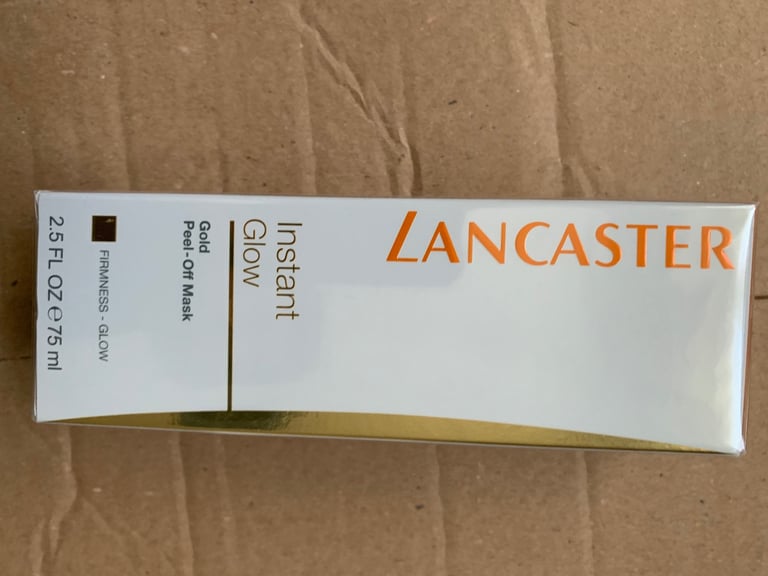 LANCASTER
Instant
Glow
Gold
Peel-Off Mask
FIRMNESS - GLOW
2.5 FL OZ ℮ 75 ml